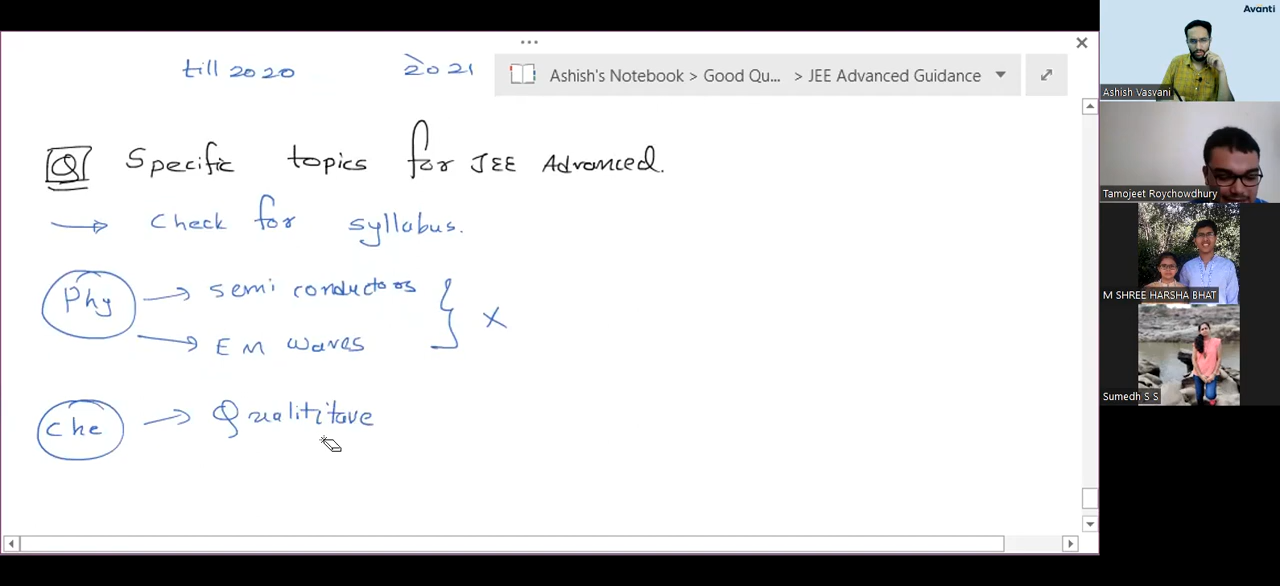 Avanti
till 2020 2021
Ashish's Notebook > Good Qu... > JEE Advanced Guidance
Ashish Vasvani
Q Specific topics for JEE Advanced.
Tamojeet Roychowdhury
→ Check for syllabus.
Phy → semi conductors
→ EM waves
} X
M SHREE HARSHA BHAT
Che → Qualititave
Sumedh S S